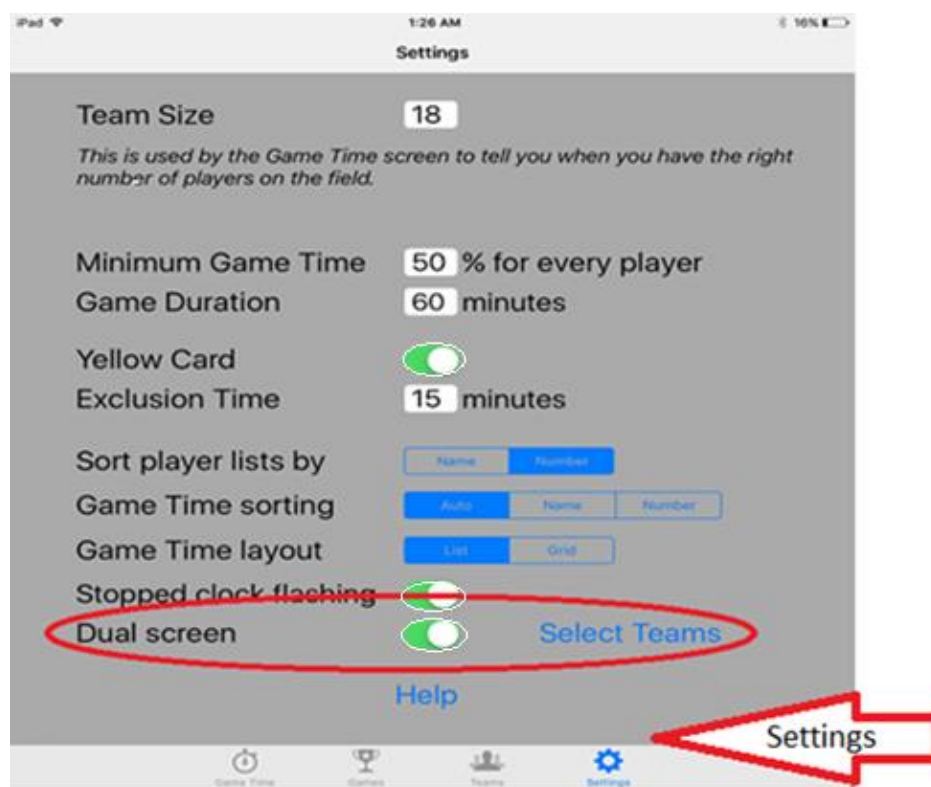 iPad 1:26 AM 16%
Settings
Team Size 18
This is used by the Game Time screen to tell you when you have the right
number of players on the field.
Minimum Game Time 50 % for every player
Game Duration 60 minutes
Yellow Card
Exclusion Time 15 minutes
Sort player lists by Name Number
Game Time sorting Auto Name Number
Game Time layout List Grid
Stopped clock flashing
Dual screen Select Teams
Help
Settings
Game Time Games Teams Settings